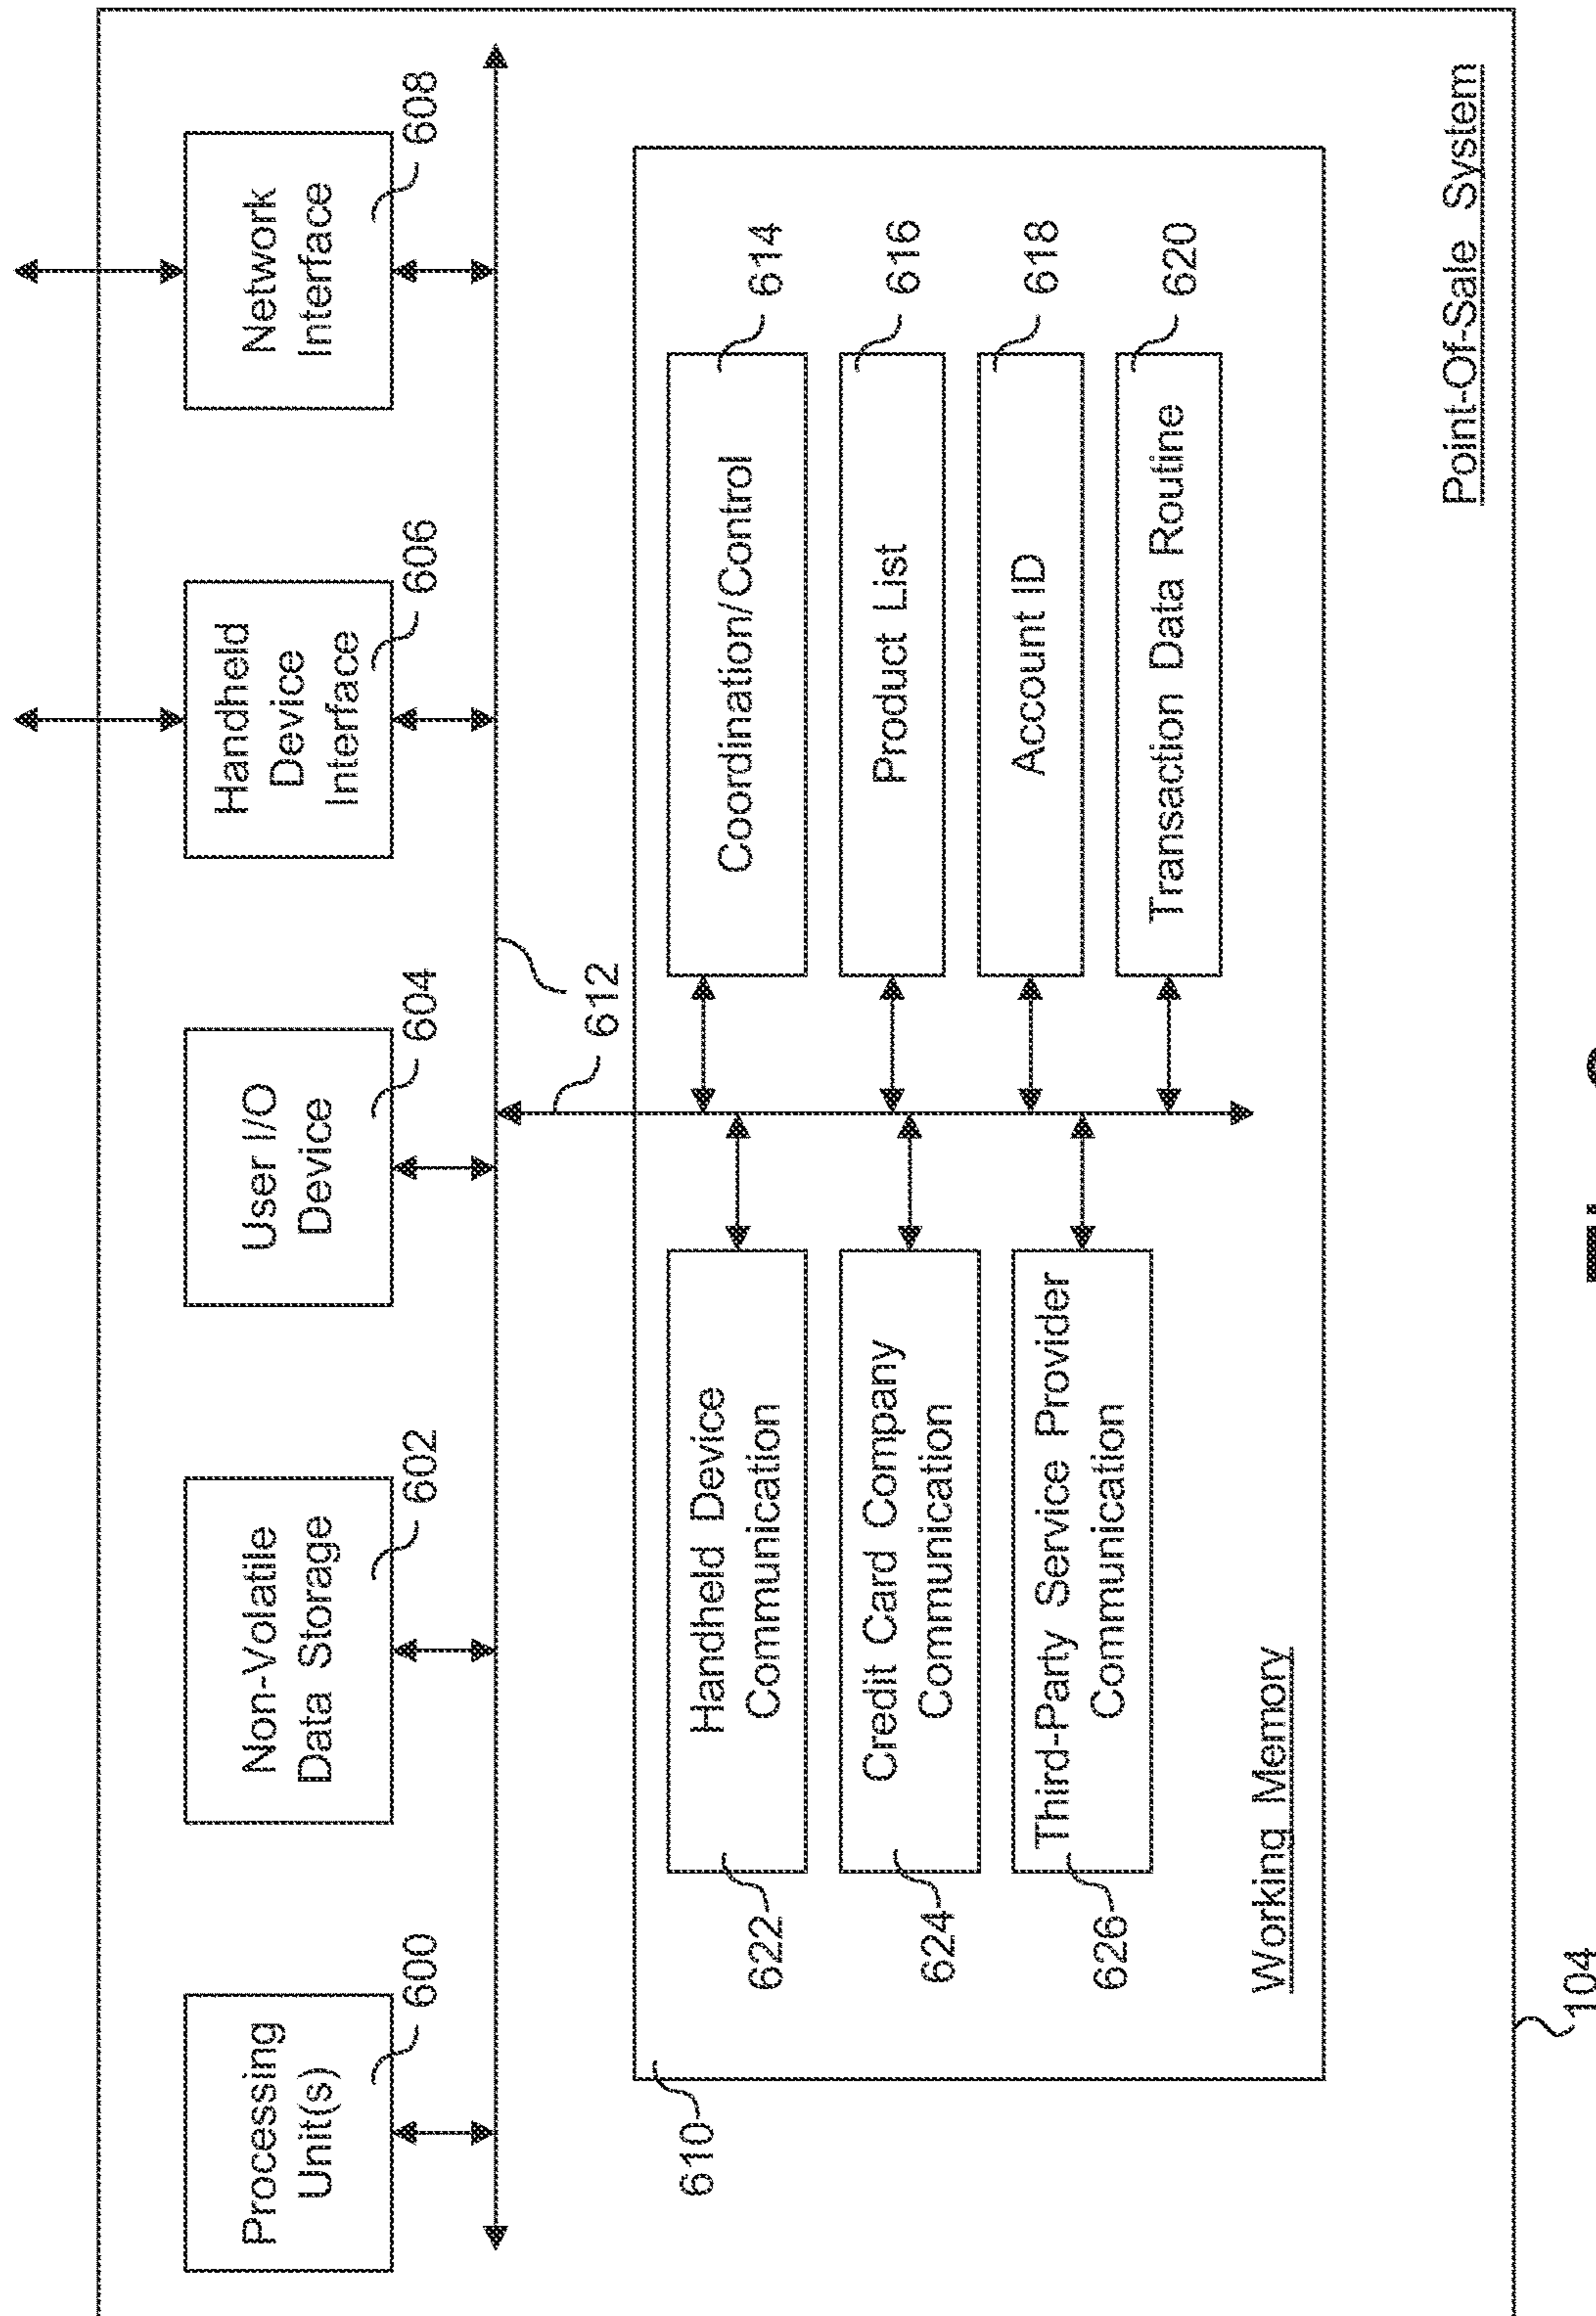 Processing
Unit(s)
600
Non-Volatile
Data Storage
602
User I/O
Device
604
Handheld
Device
Interface
606
Network
Interface
608
612
610
Handheld Device
Communication
622
Credit Card Company
Communication
624
Third-Party Service Provider
Communication
626
Coordination/Control
614
Product List
616
Account ID
618
Transaction Data Routine
620
Working Memory
Point-Of-Sale System
104